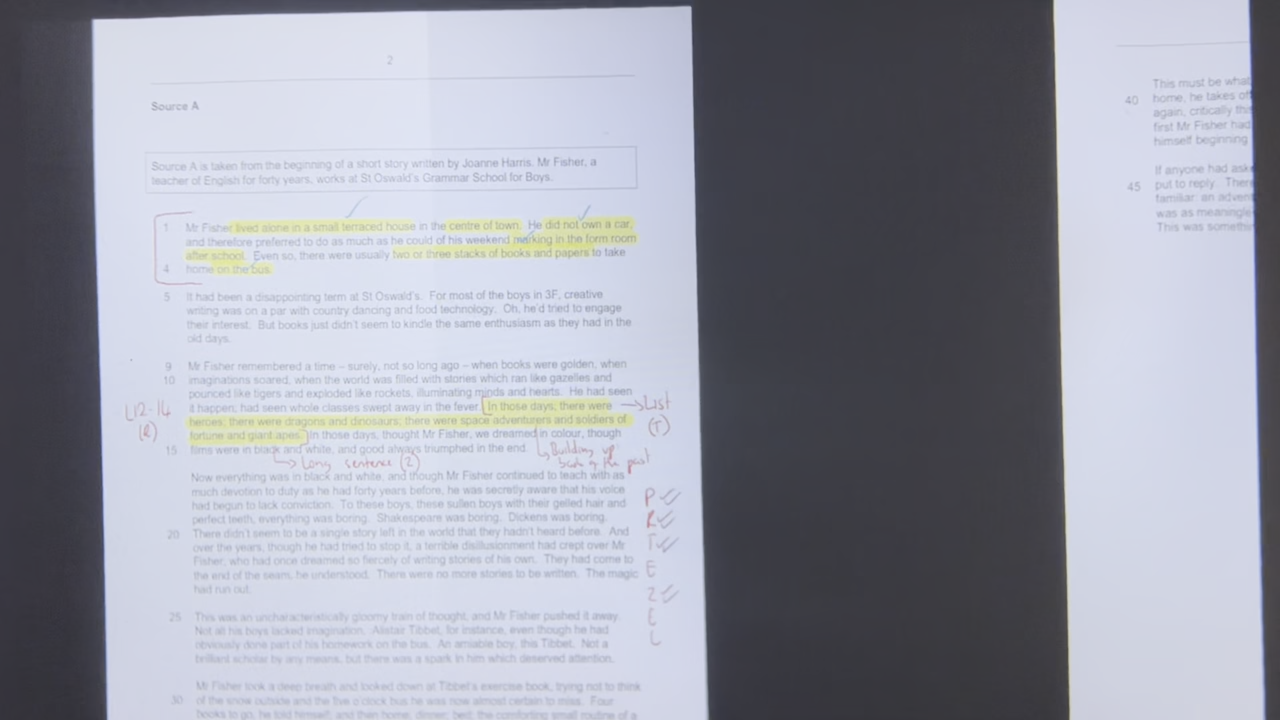 2
Source A
Source A is taken from the beginning of a short story written by Joanne Harris. Mr Fisher, a
teacher of English for forty years, works at St Oswald's Grammar School for Boys.
1 Mr Fisher lived alone in a small terraced house in the centre of town. He did not own a car,
and therefore preferred to do as much as he could of his weekend marking in the form room
after school. Even so, there were usually two or three stacks of books and papers to take
4 home on the bus.
5 It had been a disappointing term at St Oswald's. For most of the boys in 3F, creative
writing was on a par with country dancing and food technology. Oh, he'd tried to engage
their interest. But books just didn't seem to kindle the same enthusiasm as they had in the
old days.
9 Mr Fisher remembered a time – surely, not so long ago – when books were golden, when
10 imaginations soared, when the world was filled with stories which ran like gazelles and
pounced like tigers and exploded like rockets, illuminating minds and hearts. He had seen
it happen; had seen whole classes swept away in the fever. In those days, there were
heroes; there were dragons and dinosaurs; there were space adventurers and soldiers of
fortune and giant apes. In those days, thought Mr Fisher, we dreamed in colour, though
15 films were in black and white, and good always triumphed in the end.
L12-14
(R)
List
(T)
Long sentence (Z)
Building up
of the past
Now everything was in black and white, and though Mr Fisher continued to teach with as
much devotion to duty as he had forty years before, he was secretly aware that his voice
had begun to lack conviction. To these boys, these sullen boys with their gelled hair and
perfect teeth, everything was boring. Shakespeare was boring. Dickens was boring.
20 There didn't seem to be a single story left in the world that they hadn't heard before. And
over the years, though he had tried to stop it, a terrible disillusionment had crept over Mr
Fisher, who had once dreamed so fiercely of writing stories of his own. They had come to
the end of the seam, he understood. There were no more stories to be written. The magic
had run out.
P
R
T
E
Z
E
L
25 This was an uncharacteristically gloomy train of thought, and Mr Fisher pushed it away.
Not all his boys lacked imagination. Alistair Tibbet, for instance, even though he had
obviously done part of his homework on the bus. An amiable boy, this Tibbet. Not a
brilliant scholar by any means, but there was a spark in him which deserved attention.
Mr Fisher took a deep breath and looked down at Tibbet's exercise book, trying not to think
30 of the snow outside and the five o'clock bus he was now almost certain to miss. Four
books to go, he told himself; and then home; dinner; bed; the comforting small routine of a
This must be what
40 home, he takes off
again, critically this
first Mr Fisher had
himself beginning
If anyone had aske
45 put to reply. There
familiar: an advent
was as meaningle
This was somethin